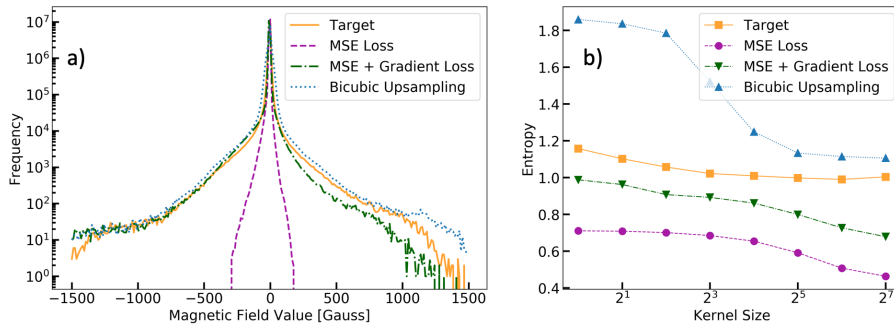 a)
Target
MSE Loss
MSE + Gradient Loss
Bicubic Upsampling
Frequency
10^7
10^6
10^5
10^4
10^3
10^2
10^1
10^0
−1500 −1000 −500 0 500 1000 1500
Magnetic Field Value [Gauss]
b)
Target
MSE Loss
MSE + Gradient Loss
Bicubic Upsampling
Entropy
1.8
1.6
1.4
1.2
1.0
0.8
0.6
0.4
2^1 2^3 2^5 2^7
Kernel Size